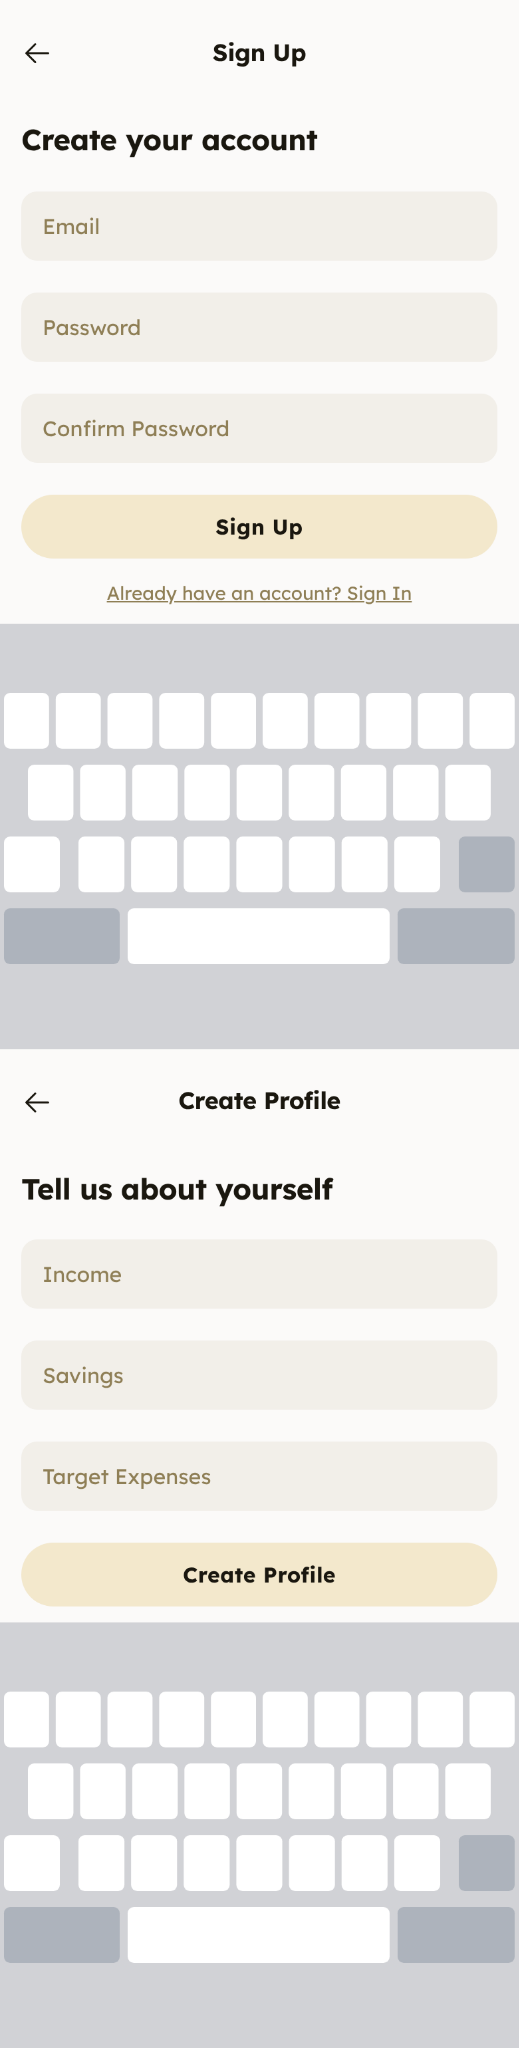 Sign Up
Create your account
Email
Password
Confirm Password
Sign Up
Already have an account? Sign In
Create Profile
Tell us about yourself
Income
Savings
Target Expenses
Create Profile